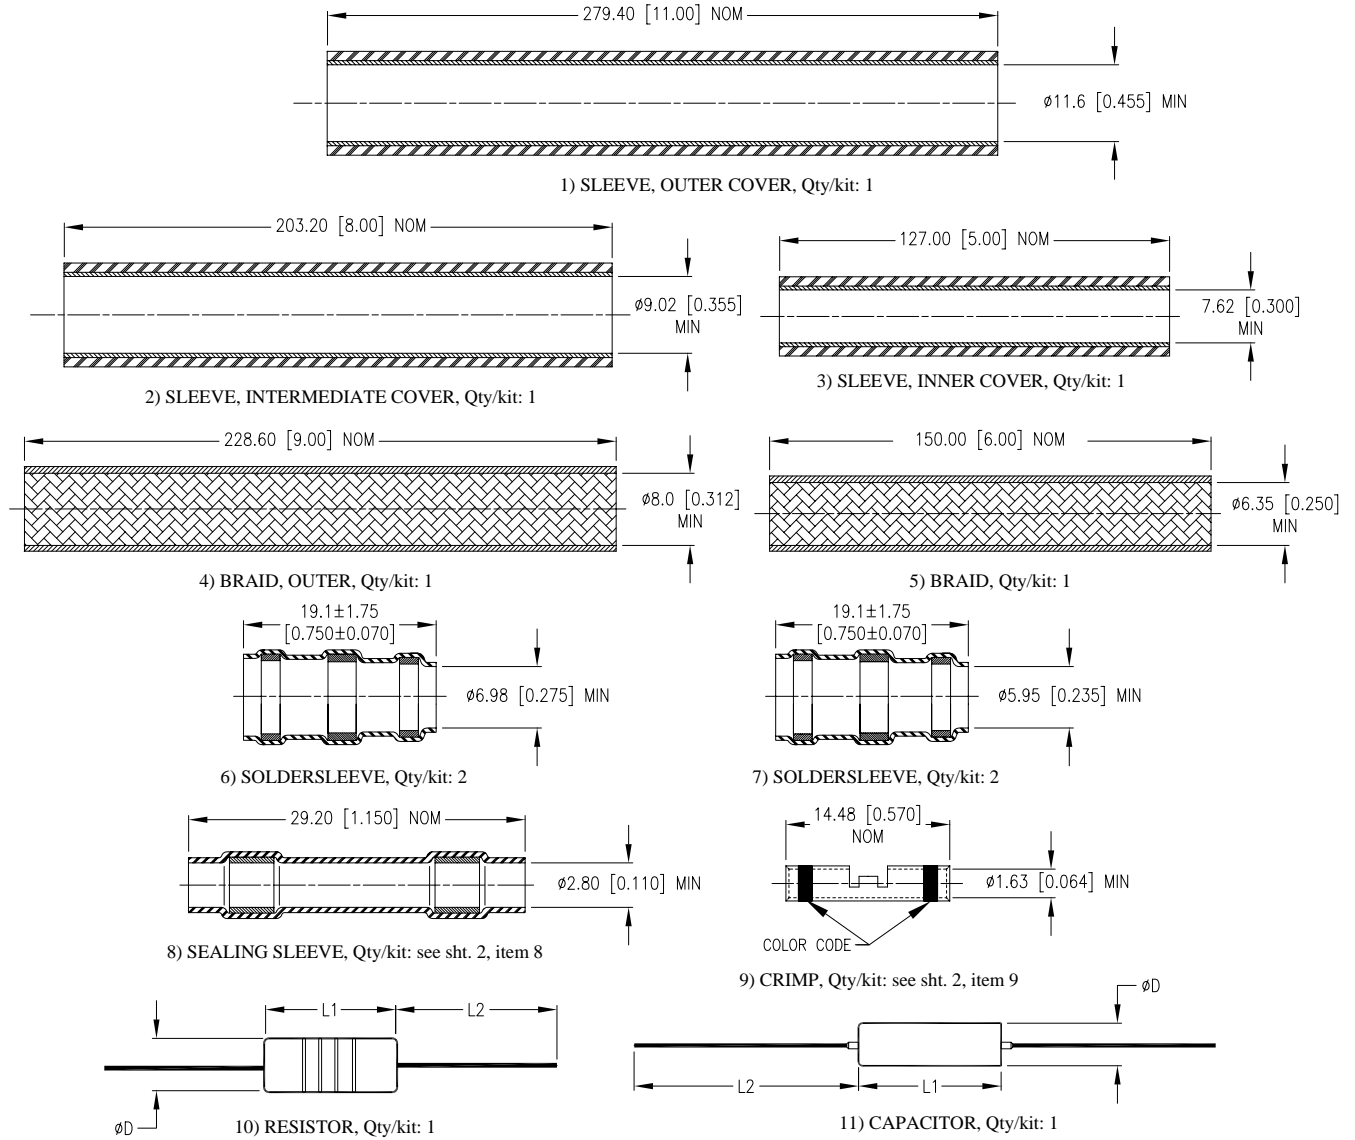 279.40 [11.00] NOM
ø11.6 [0.455] MIN
1) SLEEVE, OUTER COVER, Qty/kit: 1
203.20 [8.00] NOM
ø9.02 [0.355]
MIN
2) SLEEVE, INTERMEDIATE COVER, Qty/kit: 1
127.00 [5.00] NOM
7.62 [0.300]
MIN
3) SLEEVE, INNER COVER, Qty/kit: 1
228.60 [9.00] NOM
ø8.0 [0.312]
MIN
4) BRAID, OUTER, Qty/kit: 1
150.00 [6.00] NOM
ø6.35 [0.250]
MIN
5) BRAID, Qty/kit: 1
19.1±1.75
[0.750±0.070]
ø6.98 [0.275] MIN
6) SOLDERSLEEVE, Qty/kit: 2
19.1±1.75
[0.750±0.070]
ø5.95 [0.235] MIN
7) SOLDERSLEEVE, Qty/kit: 2
29.20 [1.150] NOM
ø2.80 [0.110] MIN
8) SEALING SLEEVE, Qty/kit: see sht. 2, item 8
14.48 [0.570]
NOM
ø1.63 [0.064] MIN
COLOR CODE
9) CRIMP, Qty/kit: see sht. 2, item 9
L1
L2
øD
10) RESISTOR, Qty/kit: 1
øD
L2
L1
11) CAPACITOR, Qty/kit: 1